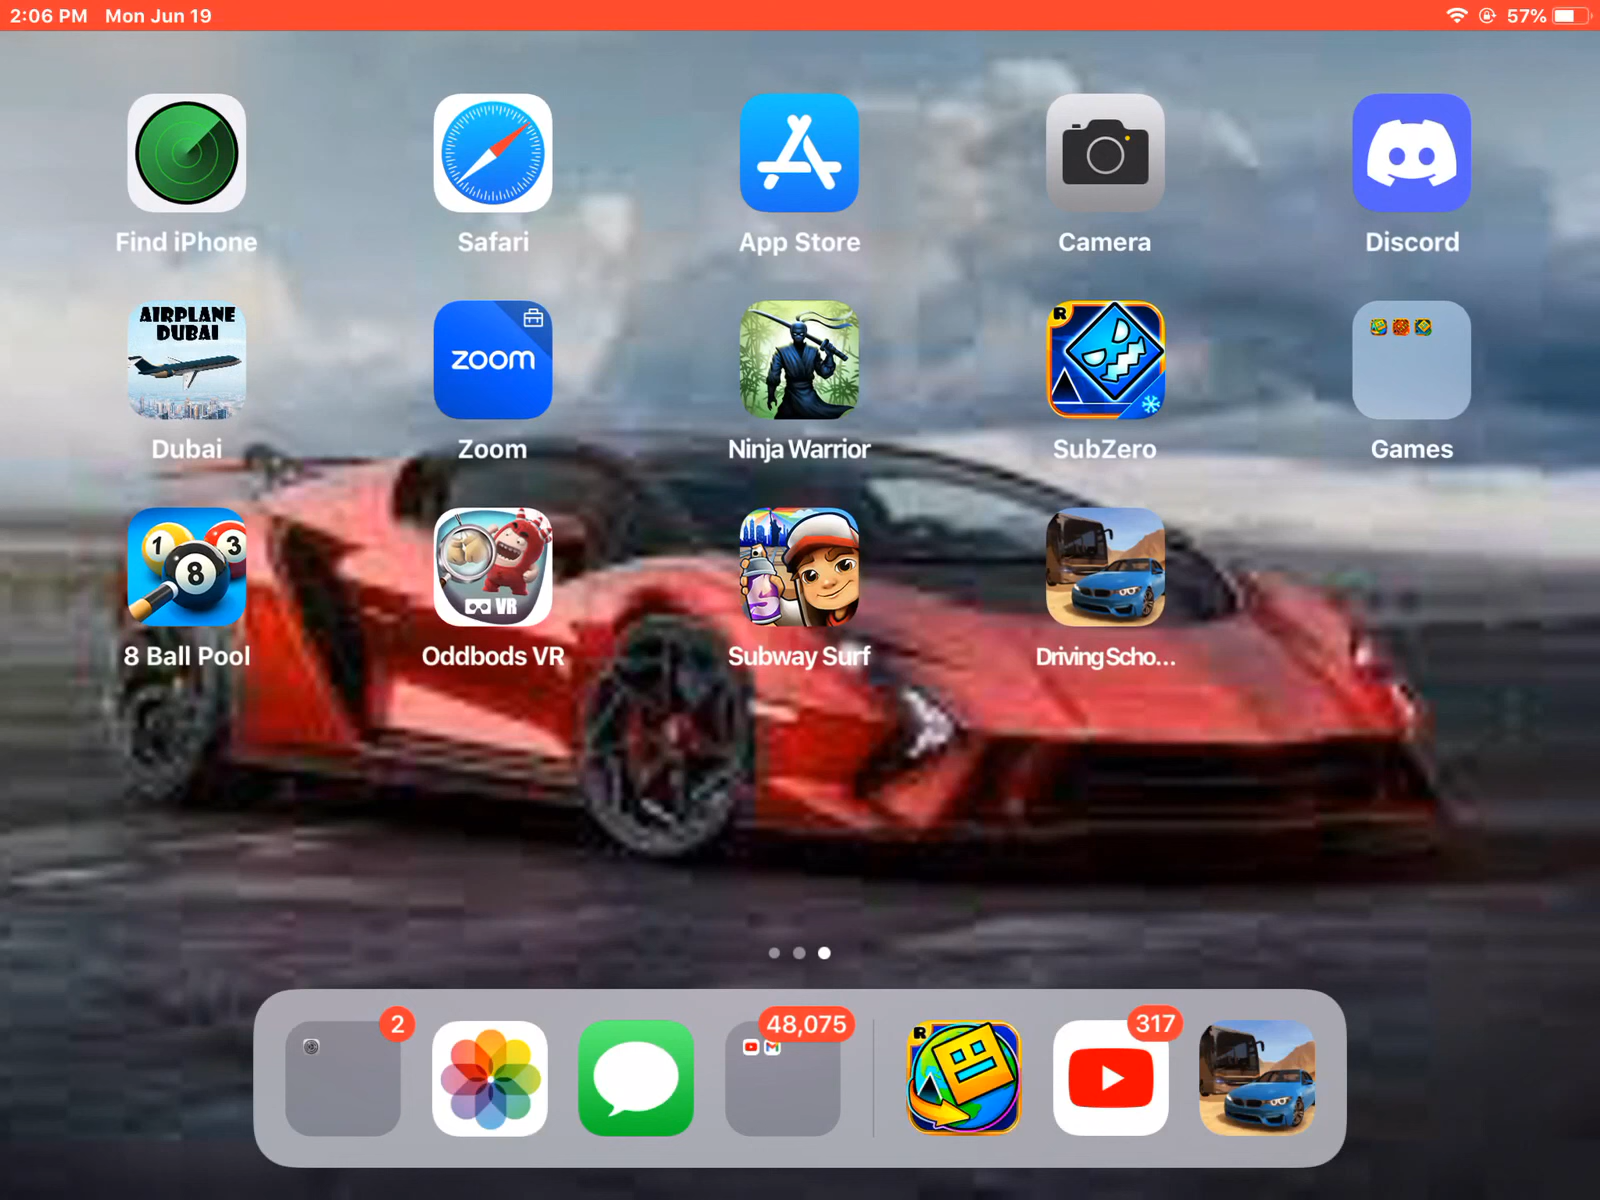 2:06 PM Mon Jun 19
57%
Find iPhone
Safari
App Store
Camera
Discord
AIRPLANE
DUBAI
zoom
R
Dubai
Zoom
Ninja Warrior
SubZero
Games
1
3
8
VR
8 Ball Pool
Oddbods VR
Subway Surf
Driving Scho...
2
48,075
R
317